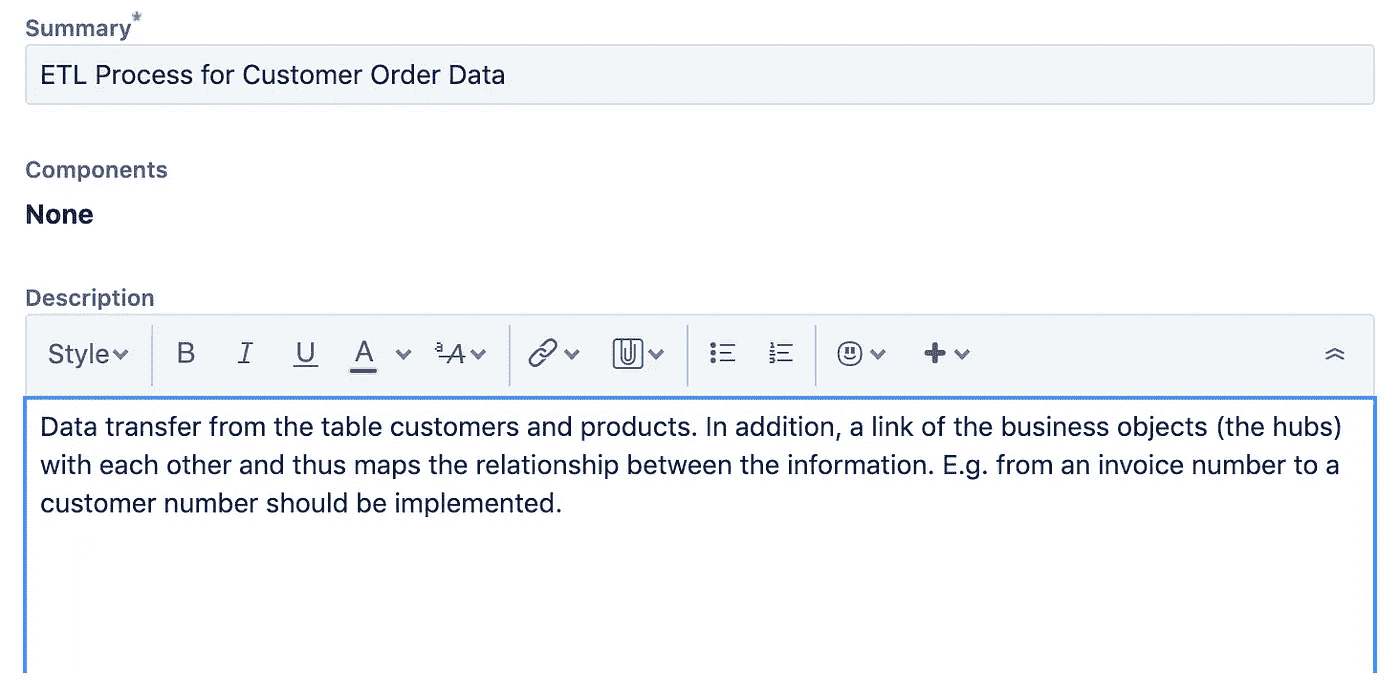 Summary*
ETL Process for Customer Order Data
Components
None
Description
Style B I U A ªA
Data transfer from the table customers and products. In addition, a link of the business objects (the hubs)
with each other and thus maps the relationship between the information. E.g. from an invoice number to a
customer number should be implemented.